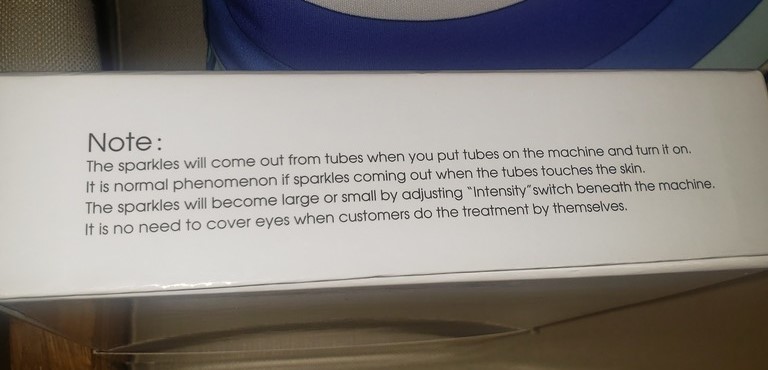 Note:
The sparkles will come out from tubes when you put tubes on the machine and turn it on.
It is normal phenomenon if sparkles coming out when the tubes touches the skin.
The sparkles will become large or small by adjusting "Intensity"switch beneath the machine.
It is no need to cover eyes when customers do the treatment by themselves.